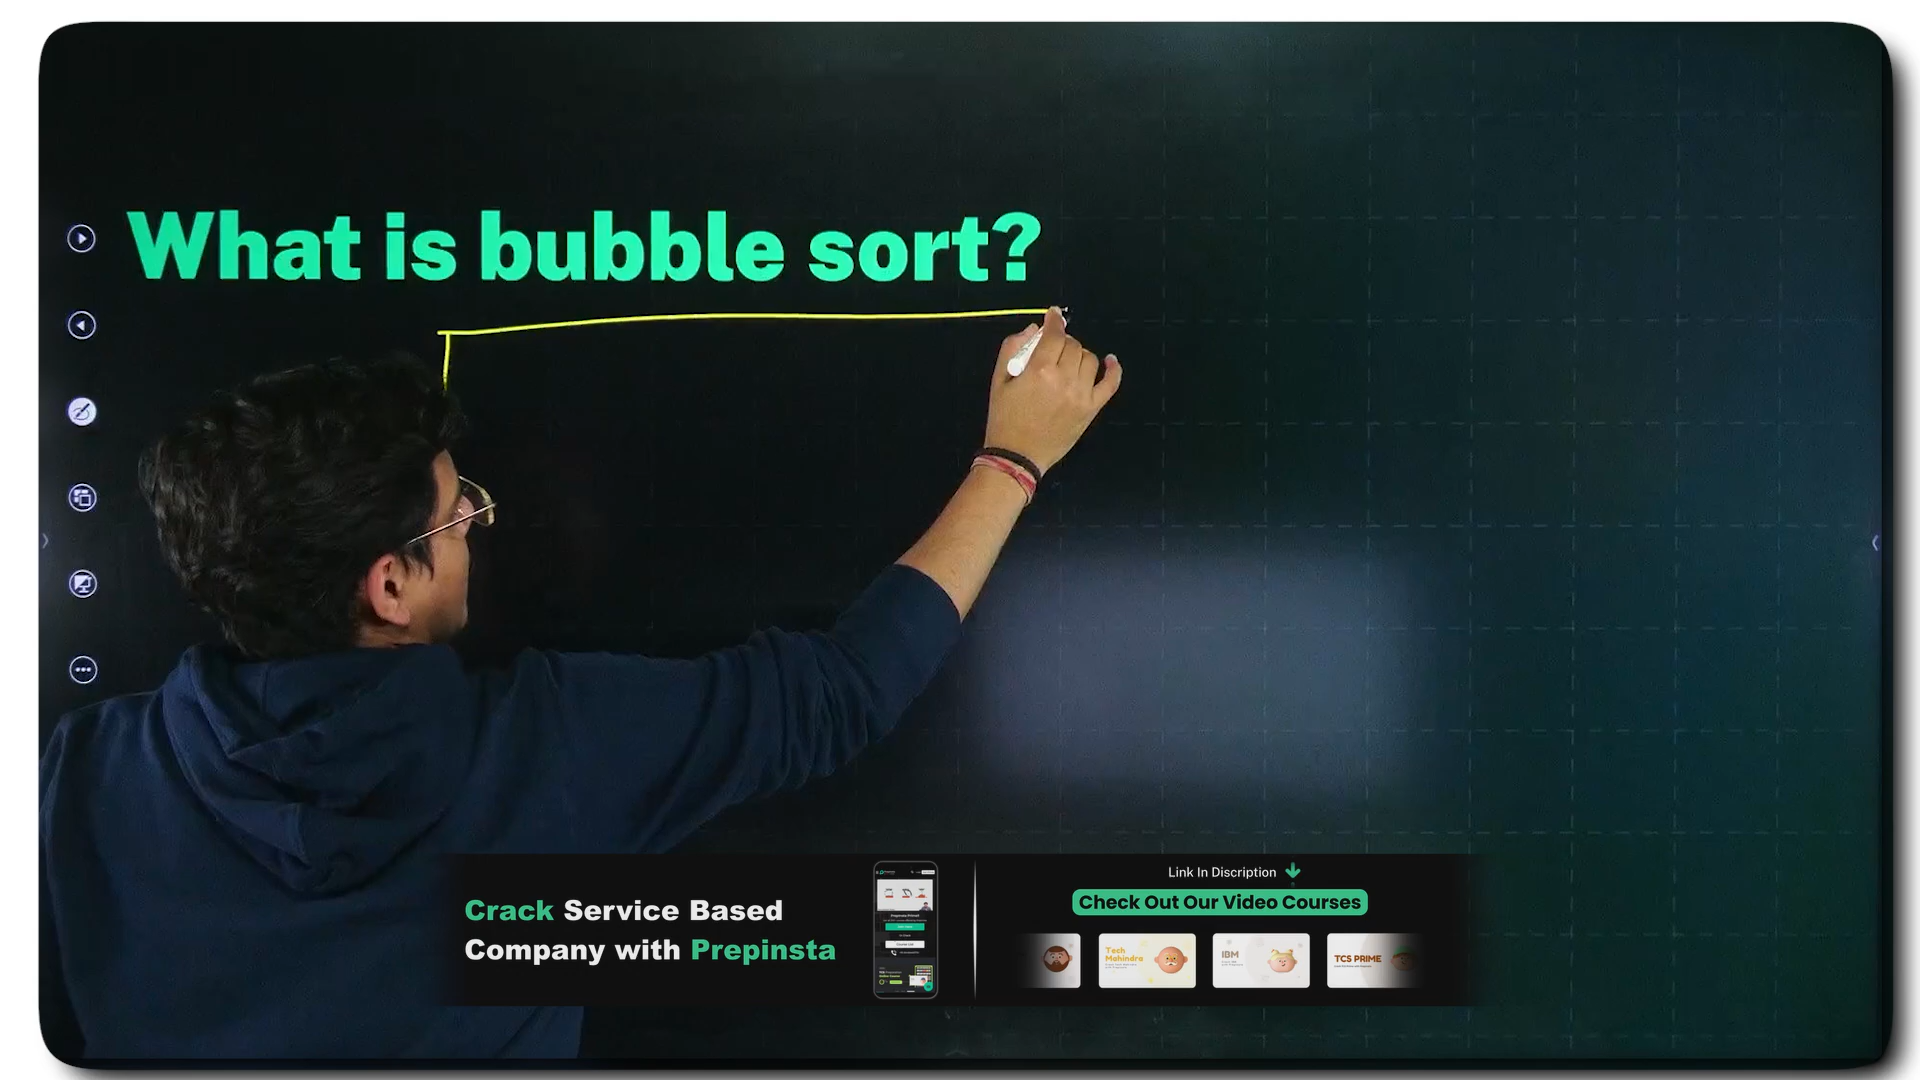 What is bubble sort?
Crack Service Based
Company with Prepinsta
Link In Discription
Check Out Our Video Courses
Tech
Mahindra
IBM
TCS PRIME